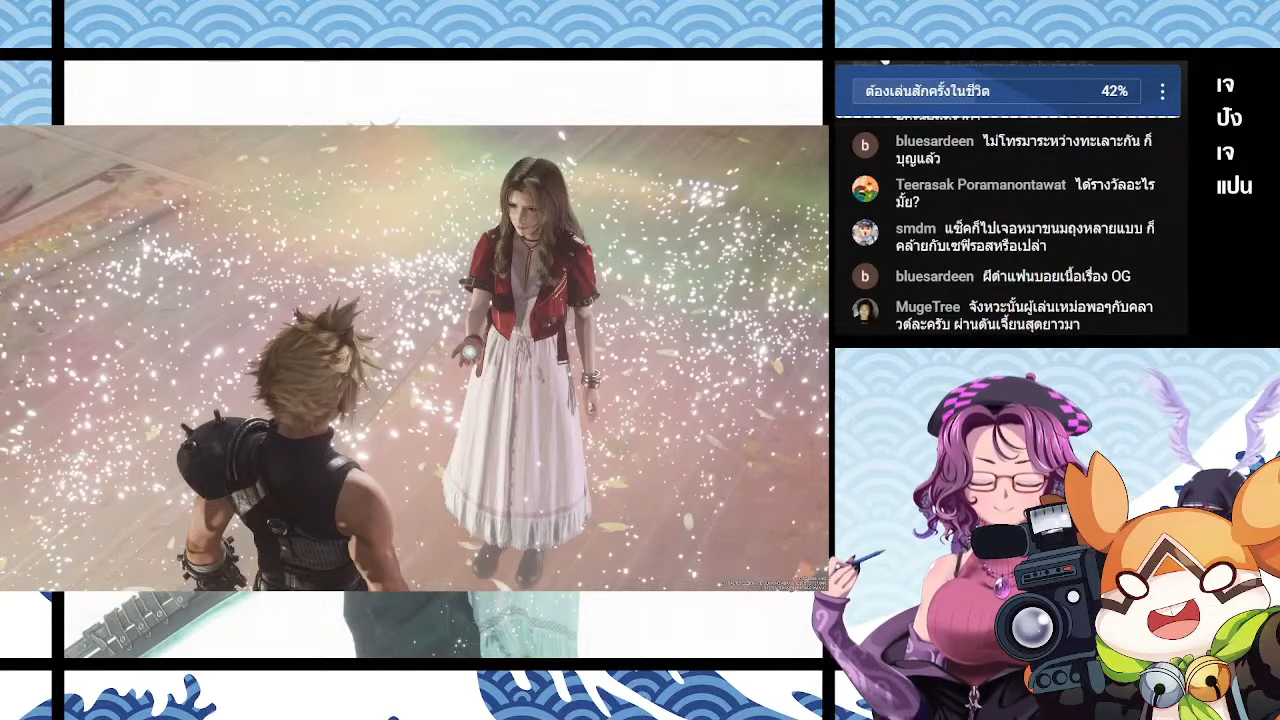 ต้องเล่นสักครั้งในชีวิต 42%
bluesardeen ไม่โทรมาระหว่างทะเลาะกัน ก็
บุญแล้ว
Teerasak Poramanontawat ได้รางวัลอะไร
มั้ย?
smdm แซ็คก็ไปเจอหมาขนมถุงหลายแบบ ก็
คล้ายกับเซฟิรอสหรือเปล่า
bluesardeen ผีดำแฟนบอยเนื้อเรื่อง OG
MugeTree จังหวะนั้นผู้เล่นเหม่อพอๆกับคลา
วด์ละครับ ผ่านดันเจี้ยนสุดยาวมา
เจ
ปัง
เจ
แปน